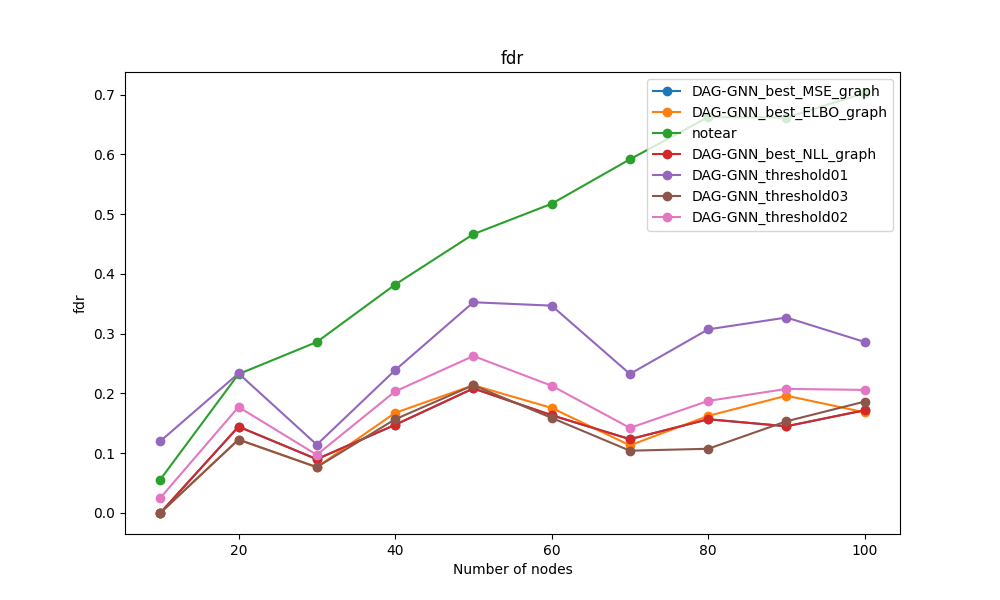 fdr
0.7
0.6
0.5
0.4
0.3
0.2
0.1
0.0
fdr
20
40
60
80
100
Number of nodes
DAG-GNN_best_MSE_graph
DAG-GNN_best_ELBO_graph
notear
DAG-GNN_best_NLL_graph
DAG-GNN_threshold01
DAG-GNN_threshold03
DAG-GNN_threshold02